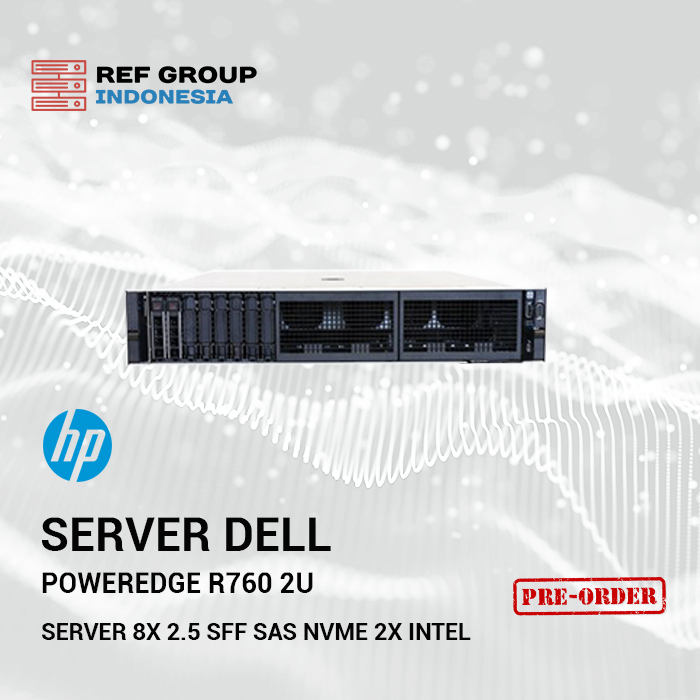 REF GROUP
INDONESIA
hp
SERVER DELL
POWEREDGE R760 2U
PRE-ORDER
SERVER 8X 2.5 SFF SAS NVME 2X INTEL